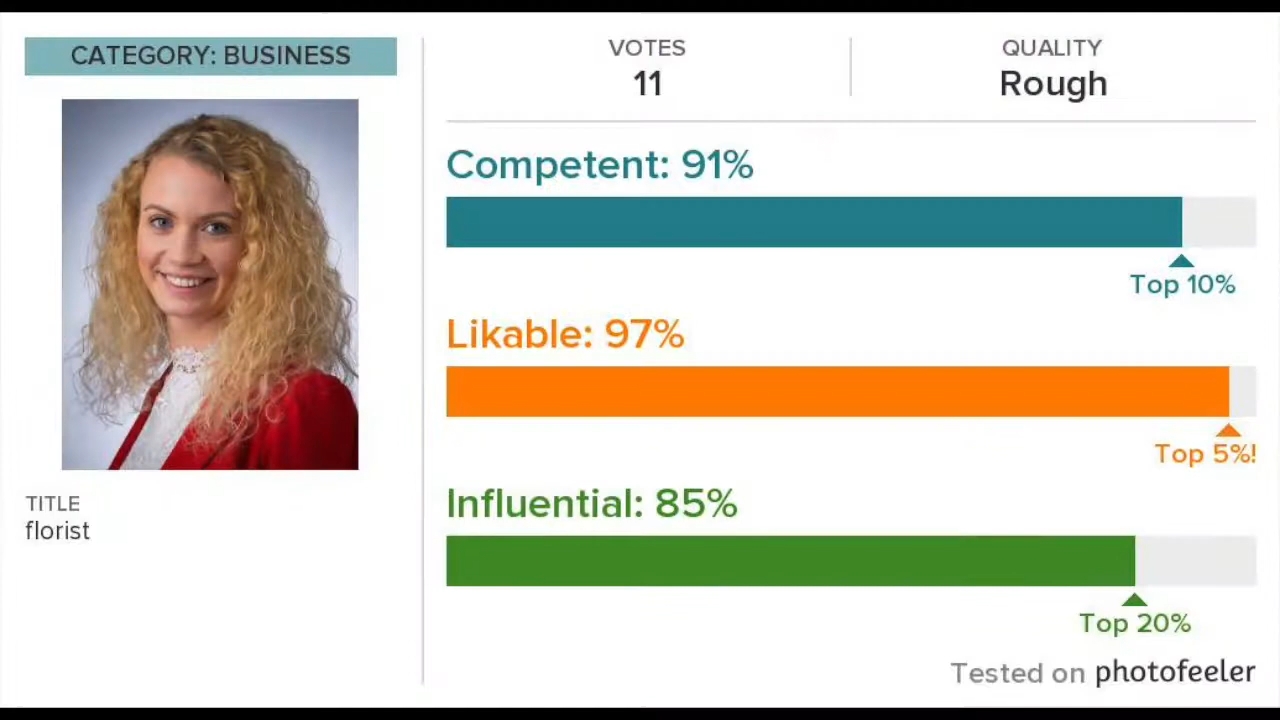 CATEGORY: BUSINESS
TITLE
florist
VOTES
11
QUALITY
Rough
Competent: 91%
Top 10%
Likable: 97%
Top 5%!
Influential: 85%
Top 20%
Tested on photofeeler